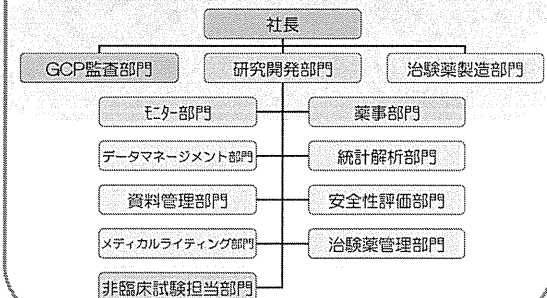 社長
GCP監査部門
研究開発部門
治験薬製造部門
モニター部門
薬事部門
データマネージメント部門
統計解析部門
資料管理部門
安全性評価部門
メディカルライティング部門
治験薬管理部門
非臨床試験担当部門